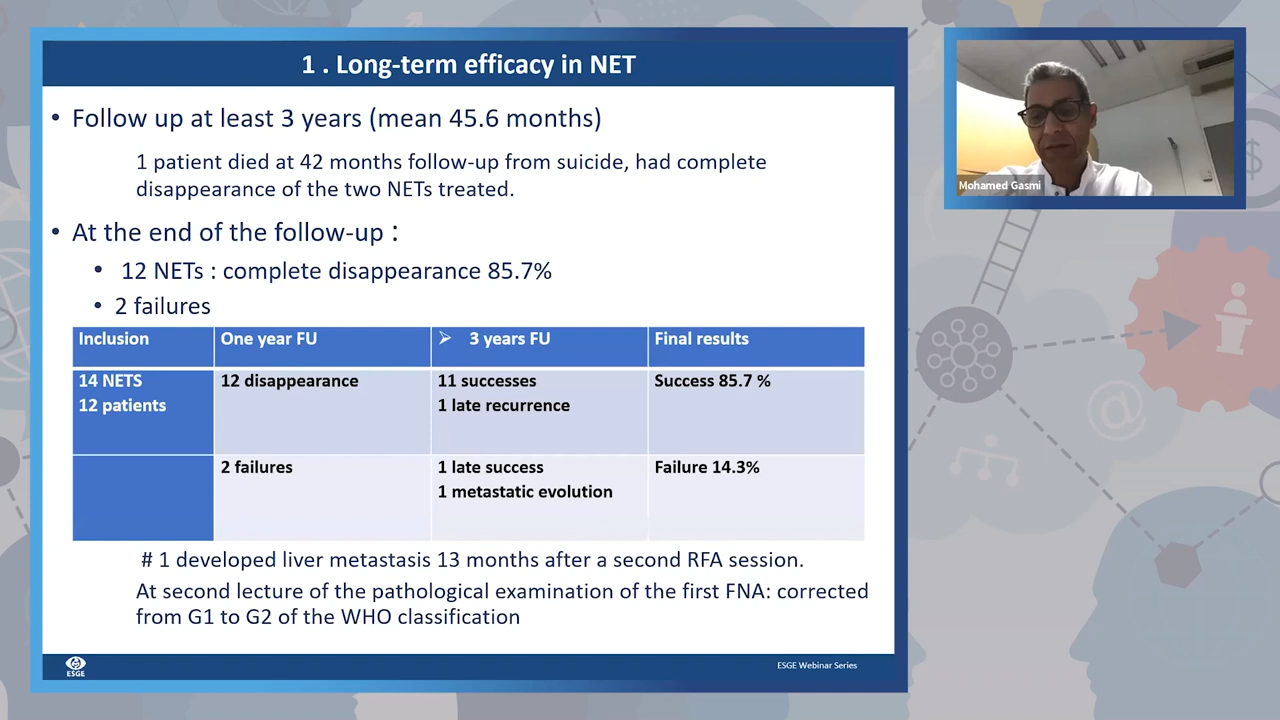 1 . Long-term efficacy in NET
• Follow up at least 3 years (mean 45.6 months)
1 patient died at 42 months follow-up from suicide, had complete
disappearance of the two NETs treated.
• At the end of the follow-up :
• 12 NETs : complete disappearance 85.7%
• 2 failures
Inclusion One year FU ➢ 3 years FU Final results
14 NETS 12 disappearance 11 successes Success 85.7 %
12 patients 1 late recurrence
2 failures 1 late success Failure 14.3%
1 metastatic evolution
# 1 developed liver metastasis 13 months after a second RFA session.
At second lecture of the pathological examination of the first FNA: corrected
from G1 to G2 of the WHO classification
ESGE
ESGE Webinar Series
Mohamed Gasmi